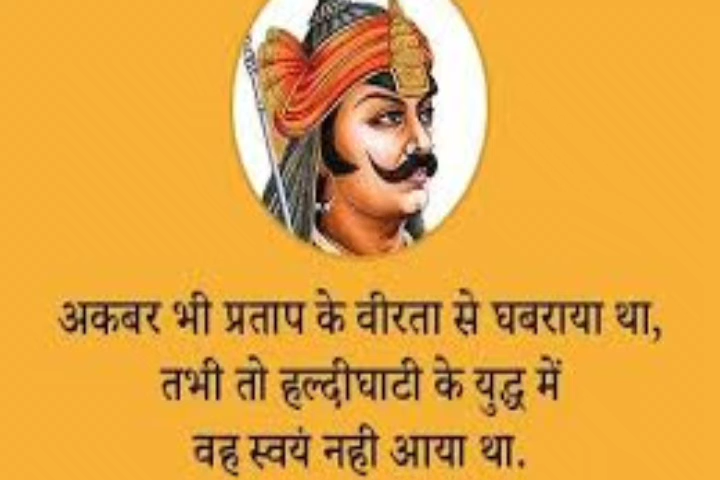 अकबर भी प्रताप के वीरता से घबराया था,
तभी तो हल्दीघाटी के युद्ध में
वह स्वयं नही आया था.